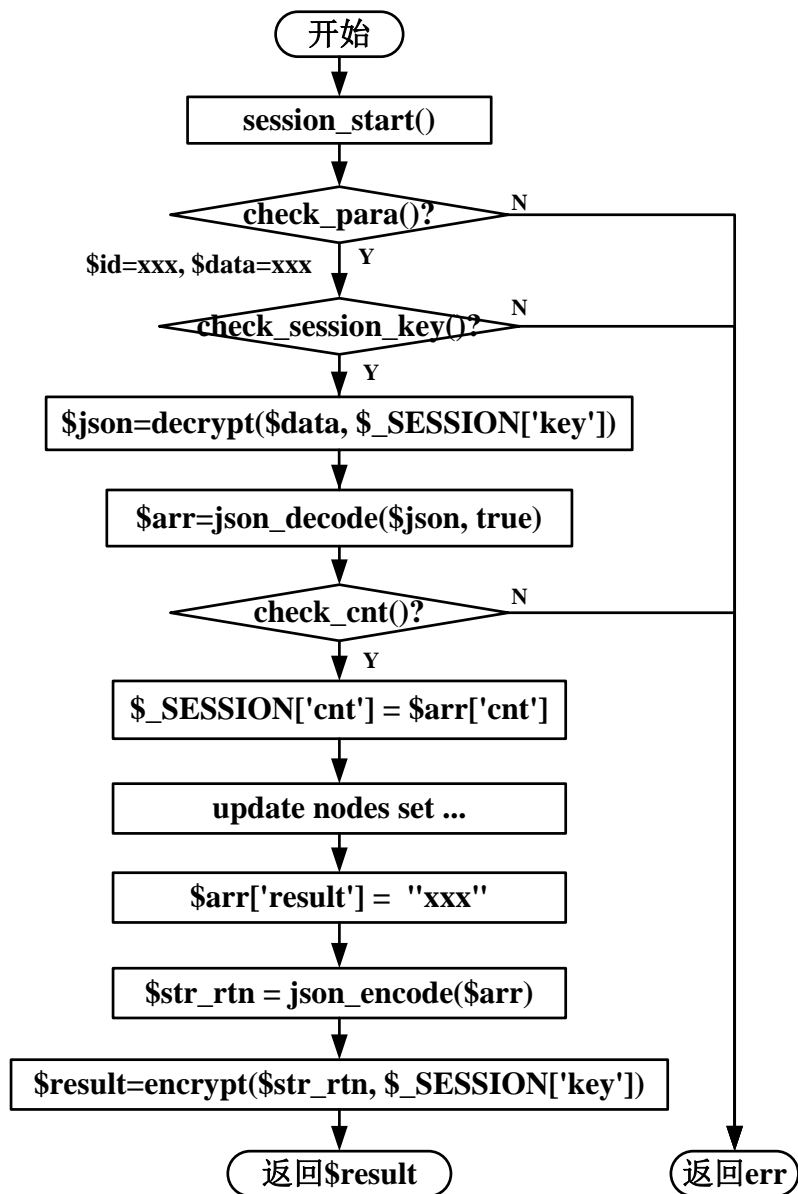 开始
session_start()
check_para()?
N
Y
$id=xxx, $data=xxx
check_session_key()?
N
Y
$json=decrypt($data, $_SESSION['key'])
$arr=json_decode($json, true)
check_cnt()?
N
Y
$_SESSION['cnt'] = $arr['cnt']
update nodes set ...
$arr['result'] = "xxx"
$str_rtn = json_encode($arr)
$result=encrypt($str_rtn, $_SESSION['key'])
返回$result
返回err